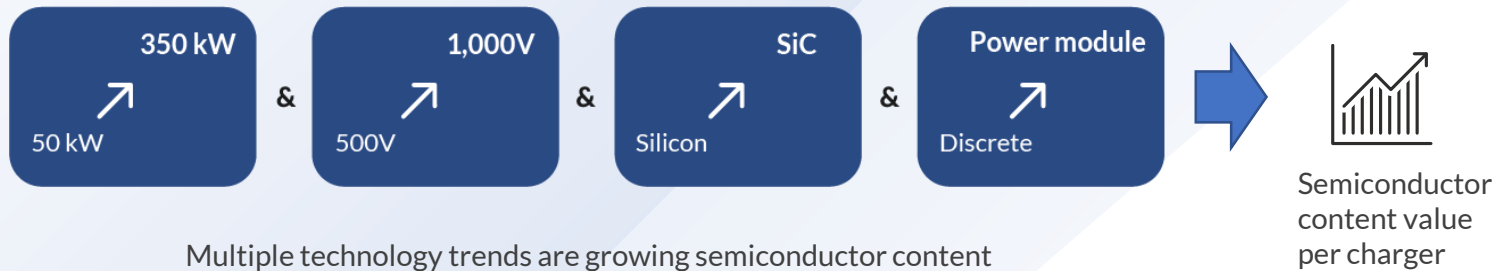 350 kW
50 kW
&
1,000V
500V
&
SiC
Silicon
&
Power module
Discrete
Semiconductor
content value
per charger
Multiple technology trends are growing semiconductor content